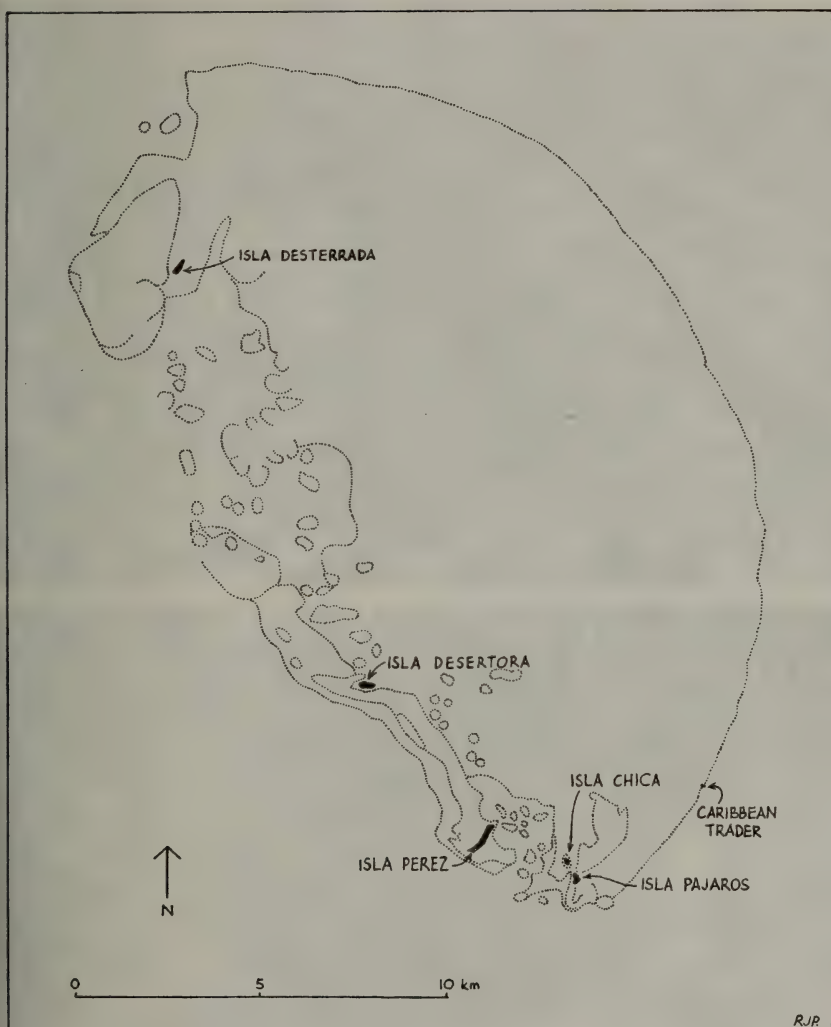 ISLA DESTERRADA
ISLA DESERTORA
ISLA CHICA
CARIBBEAN
TRADER
ISLA PEREZ
ISLA PAJAROS
N
0 5 10 km
RJP.